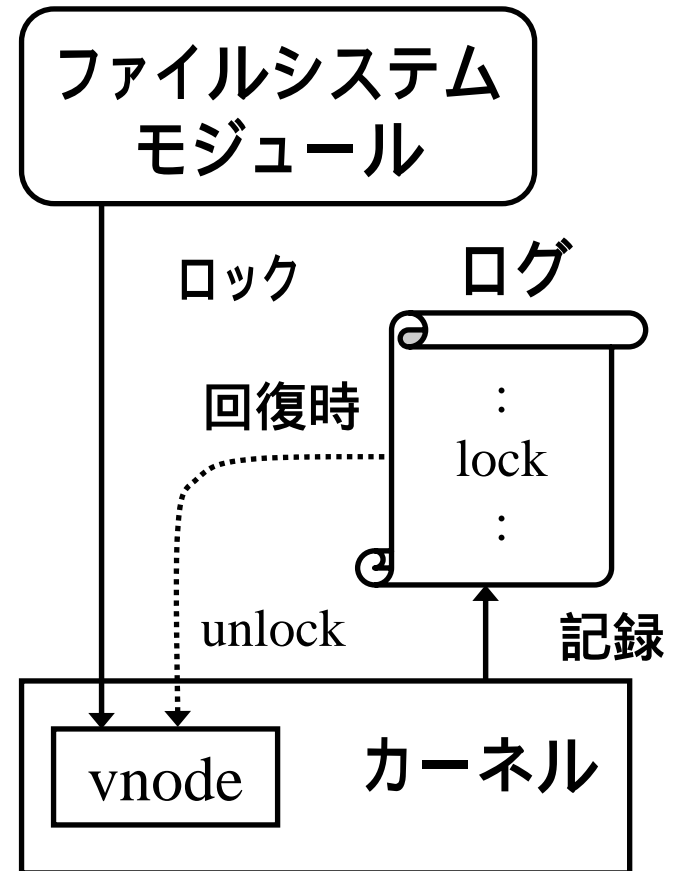 ファイルシステム
モジュール
ロック
ログ
回復時
:
lock
:
unlock
記録
vnode
カーネル